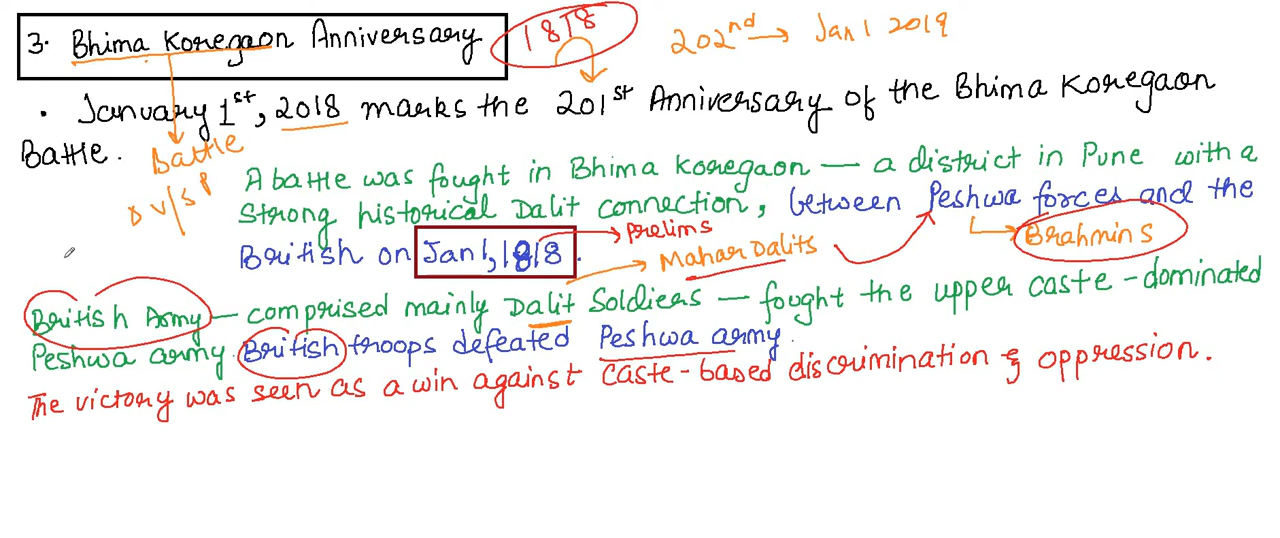 3. Bhima Koregaon Anniversary 1818 202nd → Jan 1 2019
• January 1st, 2018 marks the 201st Anniversary of the Bhima Koregaon
Battle. Battle
D V/S P
A battle was fought in Bhima Koregaon — a district in Pune with a
strong historical Dalit connection, between Peshwa forces and the
British on Jan 1, 1818. → Prelims
→ Mahar Dalits
→ Brahmins
British Army — comprised mainly Dalit Soldiers — fought the upper caste-dominated
Peshwa army. British troops defeated Peshwa army.
The victory was seen as a win against caste-based discrimination & oppression.